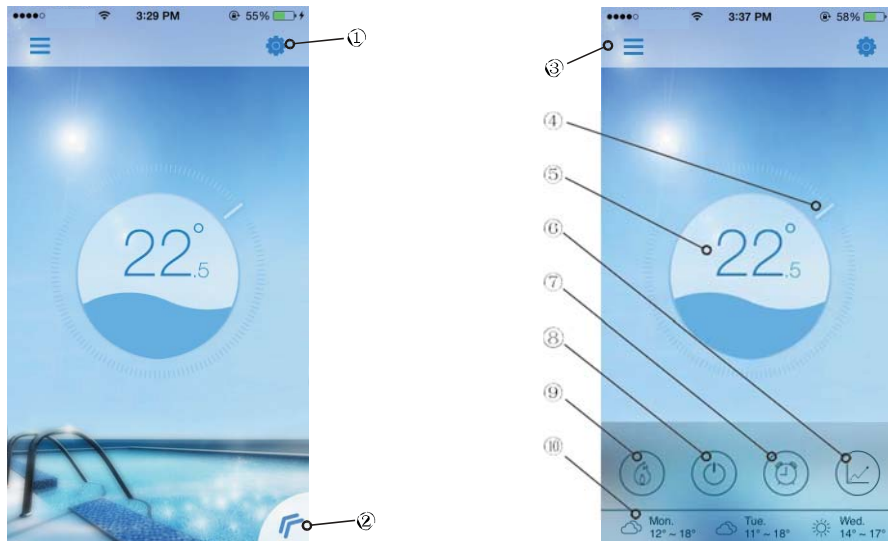 3:29 PM 55%
①
22°.5
②
3:37 PM 58%
③
④
⑤
⑥
⑦
⑧
⑨
⑩
22°.5
Mon.
12° ~ 18°
Tue.
11° ~ 18°
Wed.
14° ~ 17°